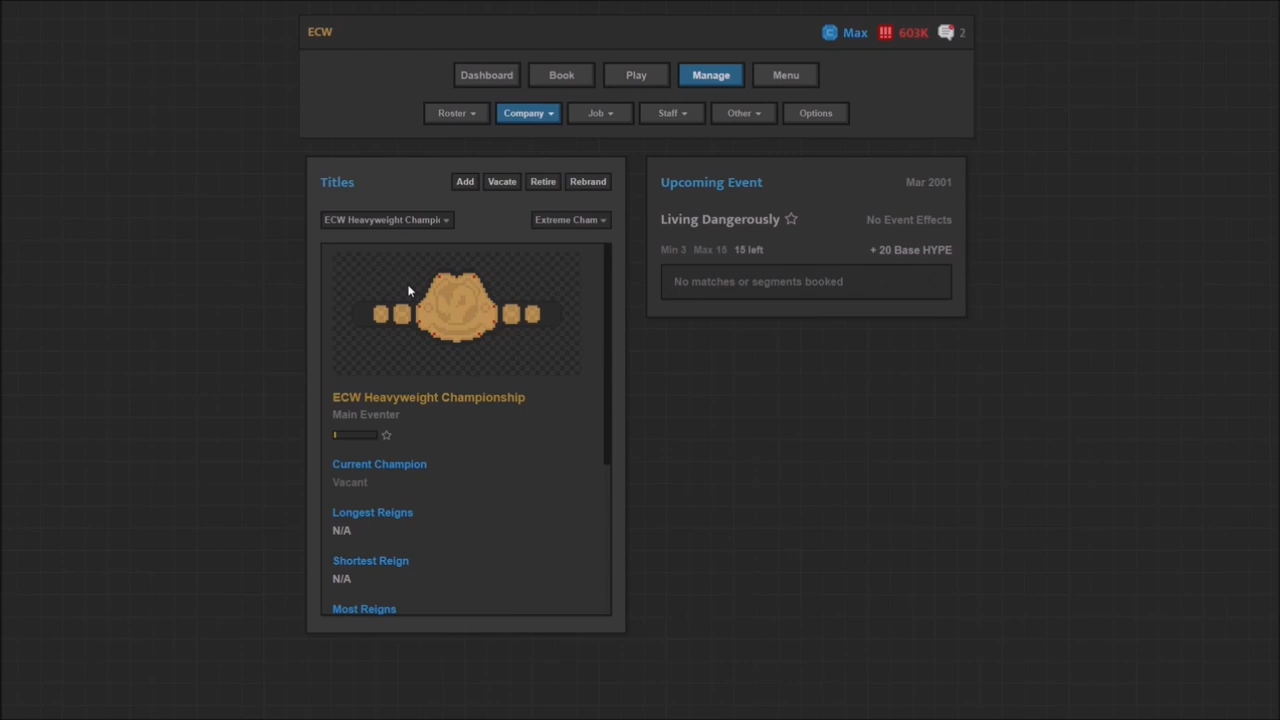 ECW
Max 603K 2
Dashboard Book Play Manage Menu
Roster Company Job Staff Other Options
Titles Add Vacate Retire Rebrand
ECW Heavyweight Champi Extreme Cham
ECW Heavyweight Championship
Main Eventer
Current Champion
Vacant
Longest Reigns
N/A
Shortest Reign
N/A
Most Reigns
Upcoming Event Mar 2001
Living Dangerously No Event Effects
Min 3 Max 15 15 left + 20 Base HYPE
No matches or segments booked